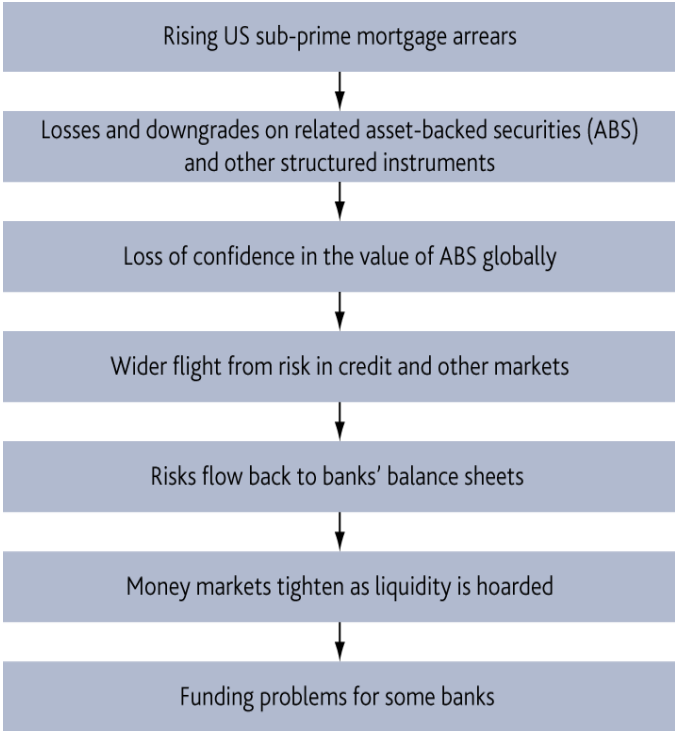 Rising US sub-prime mortgage arrears
Losses and downgrades on related asset-backed securities (ABS)
and other structured instruments
Loss of confidence in the value of ABS globally
Wider flight from risk in credit and other markets
Risks flow back to banks’ balance sheets
Money markets tighten as liquidity is hoarded
Funding problems for some banks